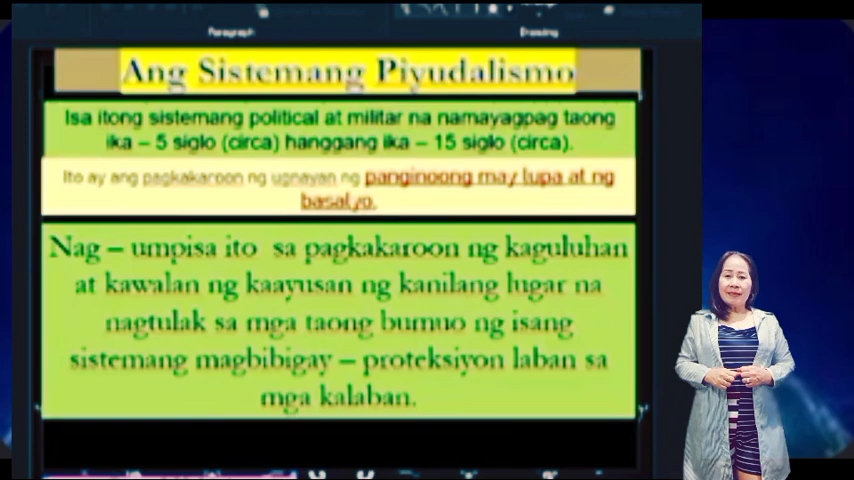 Paragraph
Ang Sistemang Piyudalismo
Isa itong sistemang political at militar na namayagpag taong
ika – 5 siglo (circa) hanggang ika – 15 siglo (circa).
Ito ay ang pagkakaroon ng ugnayan ng panginoong may lupa at ng
basalyo.
Nag – umpisa ito sa pagkakaroon ng kaguluhan
at kawalan ng kaayusan ng kanilang lugar na
nagtulak sa mga taong bumuo ng isang
sistemang magbibigay – proteksiyon laban sa
mga kalaban.